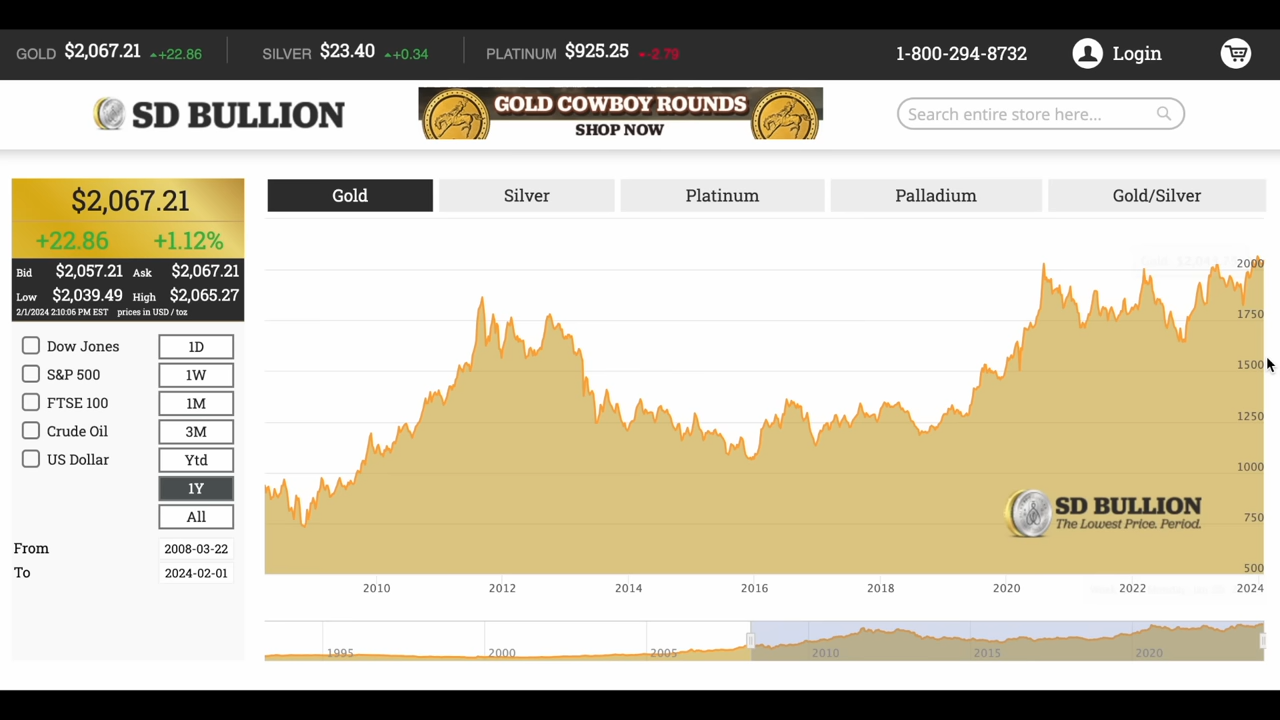 GOLD $2,067.21 +22.86 SILVER $23.40 +0.34 PLATINUM $925.25 -2.79 1-800-294-8732 Login
SD BULLION
GOLD COWBOY ROUNDS
SHOP NOW
Search entire store here...
$2,067.21
+22.86 +1.12%
Bid $2,057.21 Ask $2,067.21
Low $2,039.49 High $2,065.27
2/1/2024 2:10:06 PM EST prices in USD / toz
Dow Jones 1D
S&P 500 1W
FTSE 100 1M
Crude Oil 3M
US Dollar Ytd
1Y
All
From 2008-03-22
To 2024-02-01
Gold Silver Platinum Palladium Gold/Silver
2000
1750
1500
1250
1000
750
500
SD BULLION
The Lowest Price. Period.
2010 2012 2014 2016 2018 2020 2022 2024
1995 2000 2005 2010 2015 2020